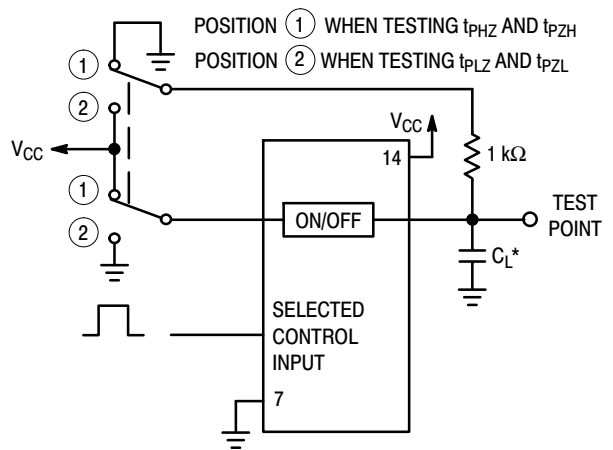 POSITION ① WHEN TESTING tPHZ AND tPZH
POSITION ② WHEN TESTING tPLZ AND tPZL
①
②
VCC
VCC
14
1 kΩ
①
ON/OFF
TEST
POINT
②
CL*
SELECTED
CONTROL
INPUT
7